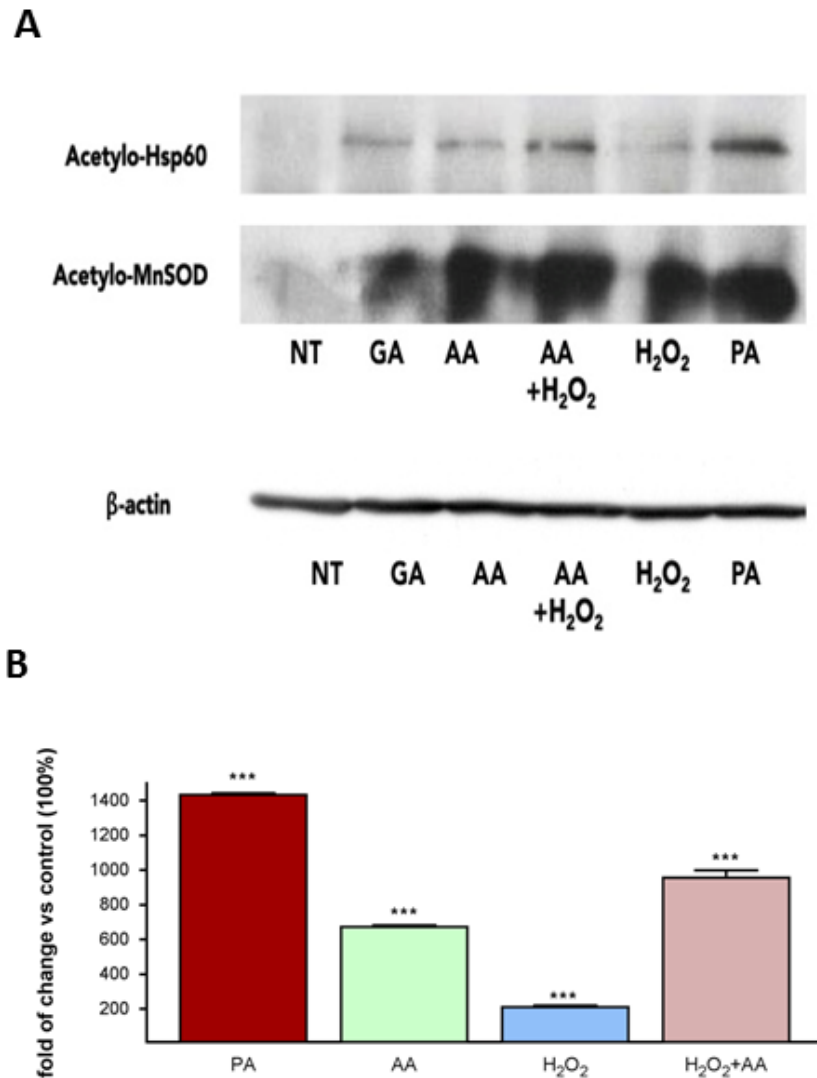 A
Acetylo-Hsp60
Acetylo-MnSOD
NT GA AA AA H₂O₂ PA
+H₂O₂
β-actin
NT GA AA AA H₂O₂ PA
+H₂O₂
B
fold of change vs control (100%)
1400
1200
1000
800
600
400
200
***
***
***
***
PA AA H₂O₂ H₂O₂+AA